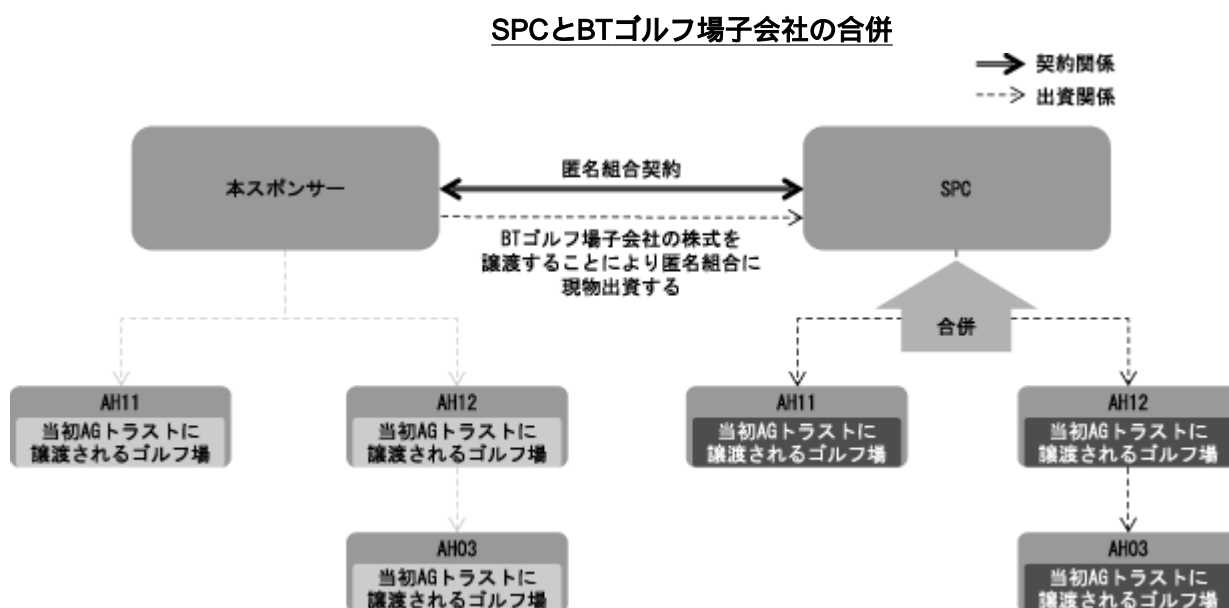 SPCとBTゴルフ場子会社の合併
契約関係
出資関係
本スポンサー
匿名組合契約
SPC
BTゴルフ場子会社の株式を
譲渡することにより匿名組合に
現物出資する
合併
AH11
当初AGトラストに
譲渡されるゴルフ場
AH12
当初AGトラストに
譲渡されるゴルフ場
AH11
当初AGトラストに
譲渡されるゴルフ場
AH12
当初AGトラストに
譲渡されるゴルフ場
AH03
当初AGトラストに
譲渡されるゴルフ場
AH03
当初AGトラストに
譲渡されるゴルフ場